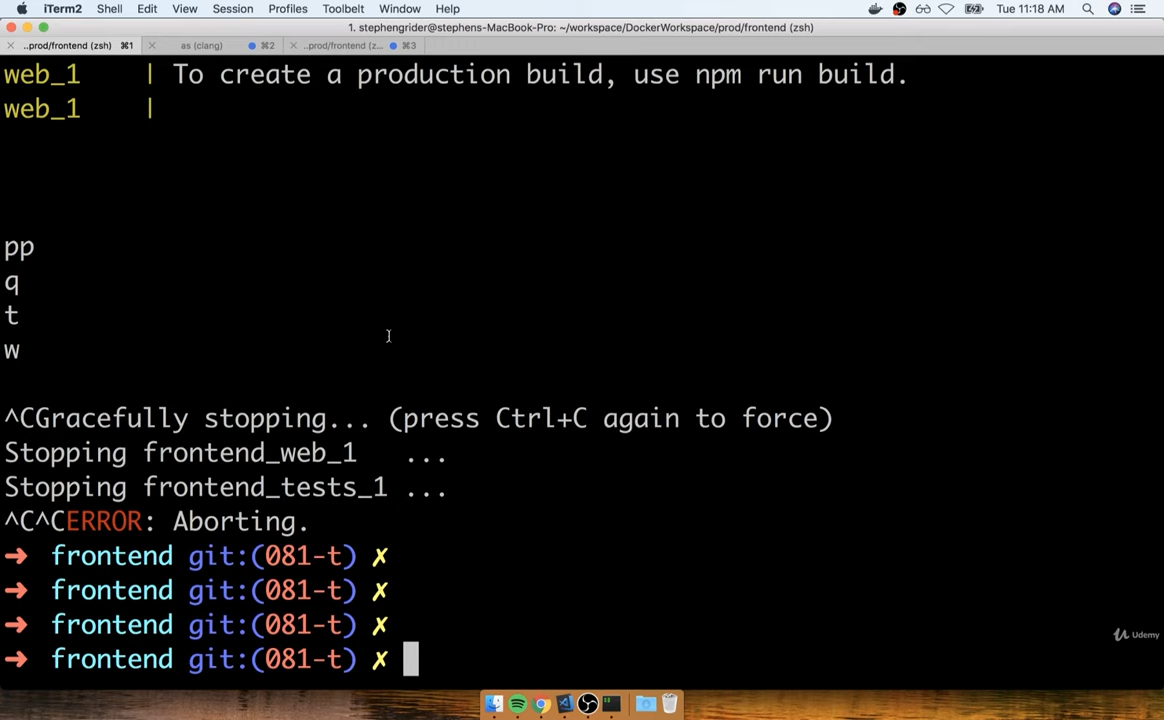 iTerm2 Shell Edit View Session Profiles Toolbelt Window Help Tue 11:18 AM
1. stephengrider@stephens-MacBook-Pro: ~/workspace/DockerWorkspace/prod/frontend (zsh)
..prod/frontend (zsh) ⌘1 as (clang) ⌘2 ..prod/frontend (z... ⌘3
web_1 | To create a production build, use npm run build.
web_1 |
pp
q
t
w
^CGracefully stopping... (press Ctrl+C again to force)
Stopping frontend_web_1 ...
Stopping frontend_tests_1 ...
^C^CERROR: Aborting.
➜ frontend git:(081-t) ✗
➜ frontend git:(081-t) ✗
➜ frontend git:(081-t) ✗
Udemy
➜ frontend git:(081-t) ✗